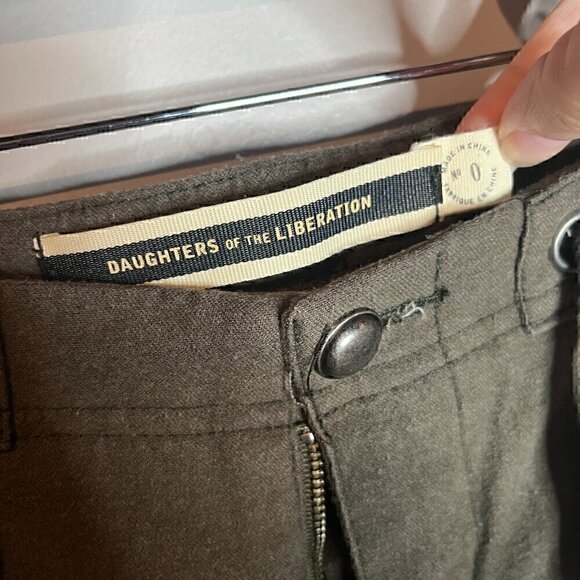 DAUGHTERS OF THE LIBERATION
MADE IN CHINA
No 0
FABRIQUE EN CHINE